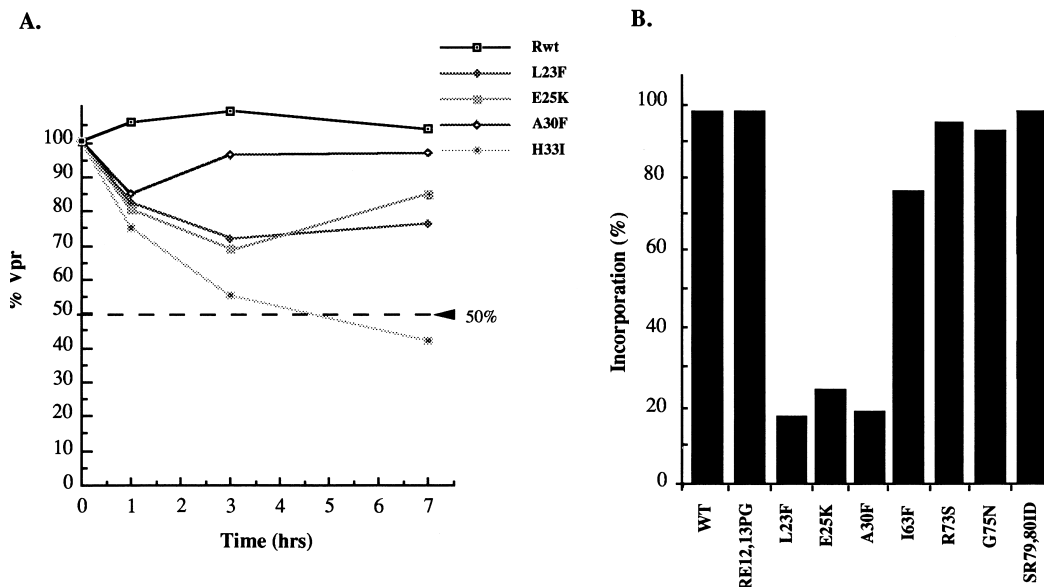 A.
Rwt
L23F
E25K
A30F
H33I
100
90
80
70
60
50
40
30
20
10
0
% Vpr
50%
0 1 2 3 4 5 6 7
Time (hrs)
B.
100
80
60
40
20
0
Incorporation (%)
WT
RE12,13PG
L23F
E25K
A30F
I63F
R73S
G75N
SR79,80ID